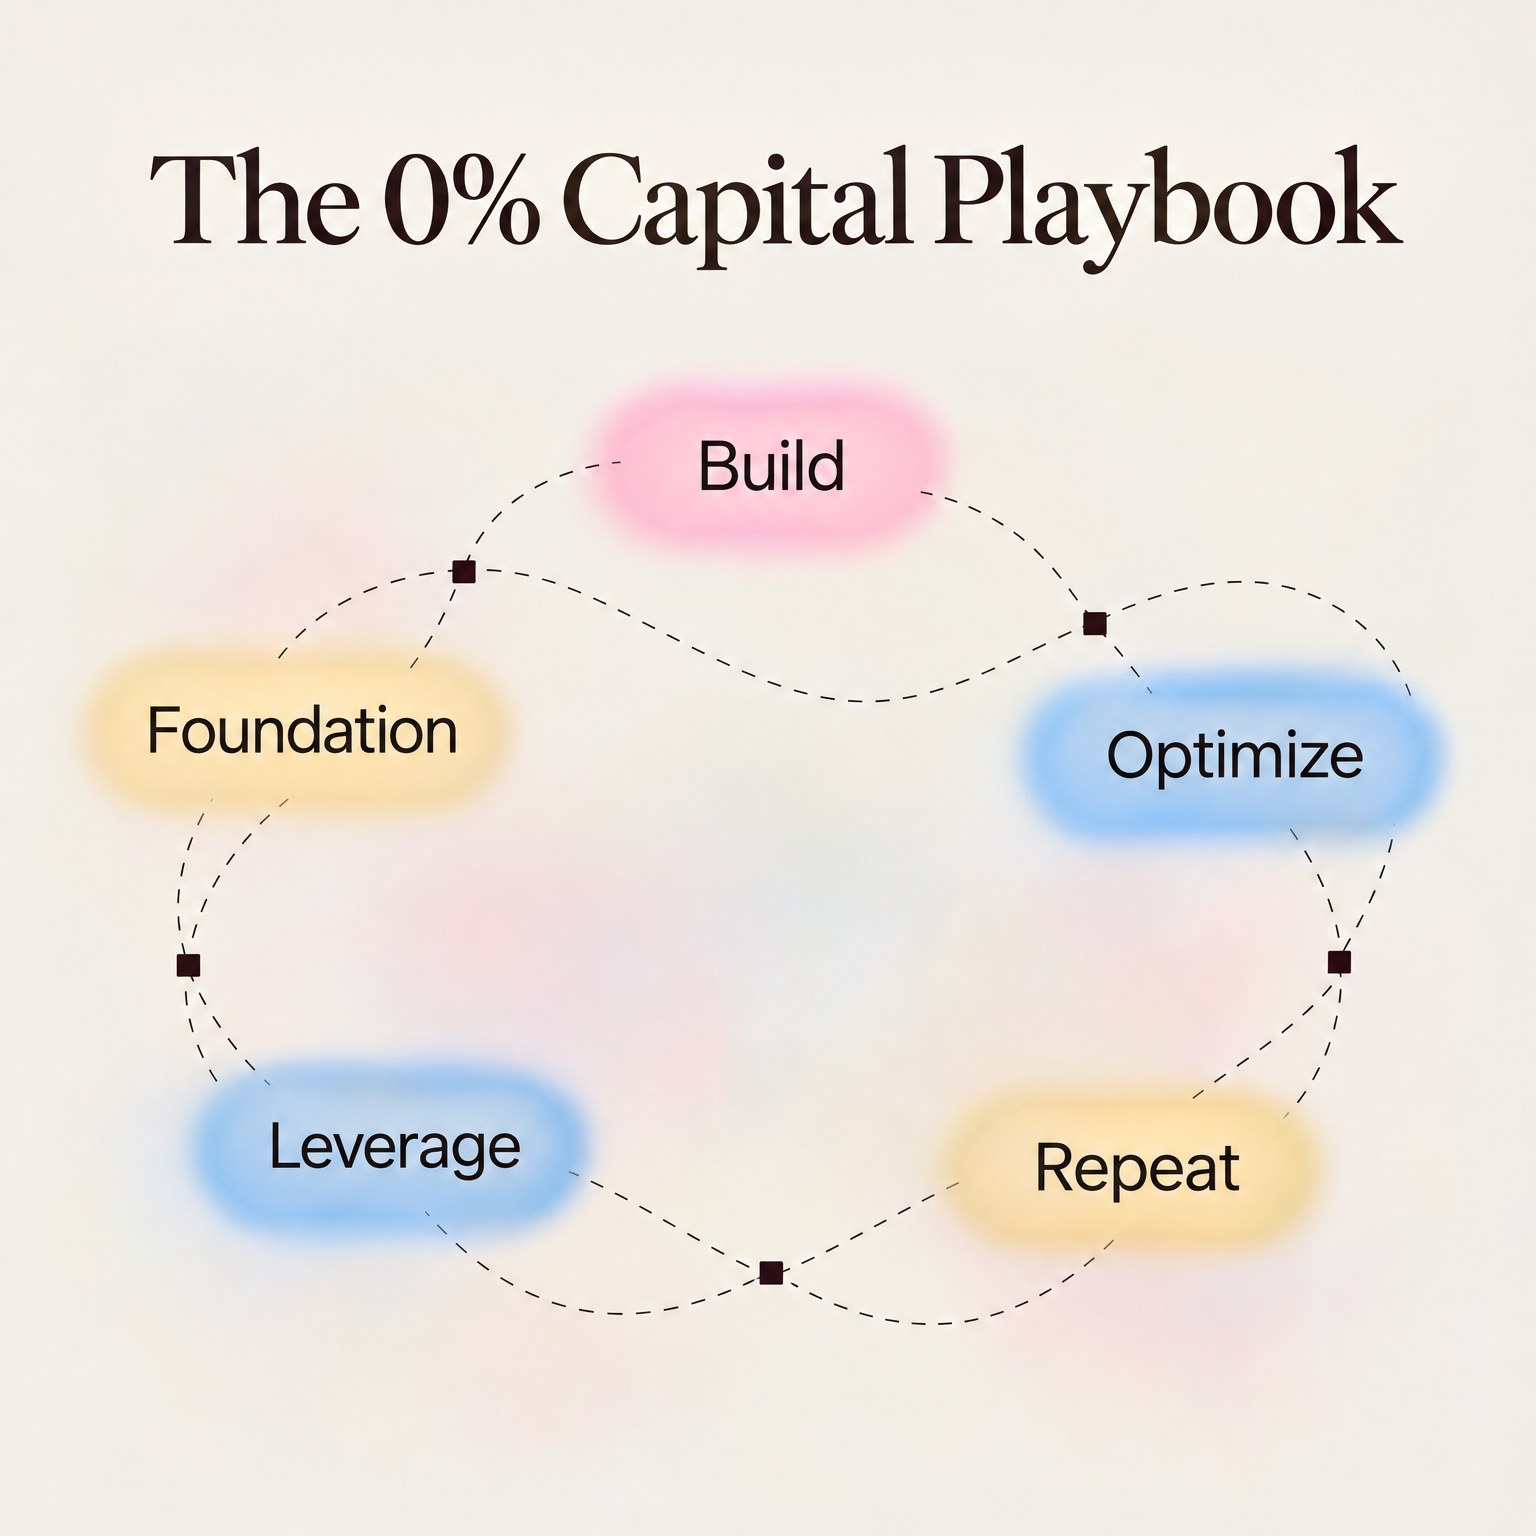 The 0% Capital Playbook
Build
Foundation
Optimize
Leverage
Repeat